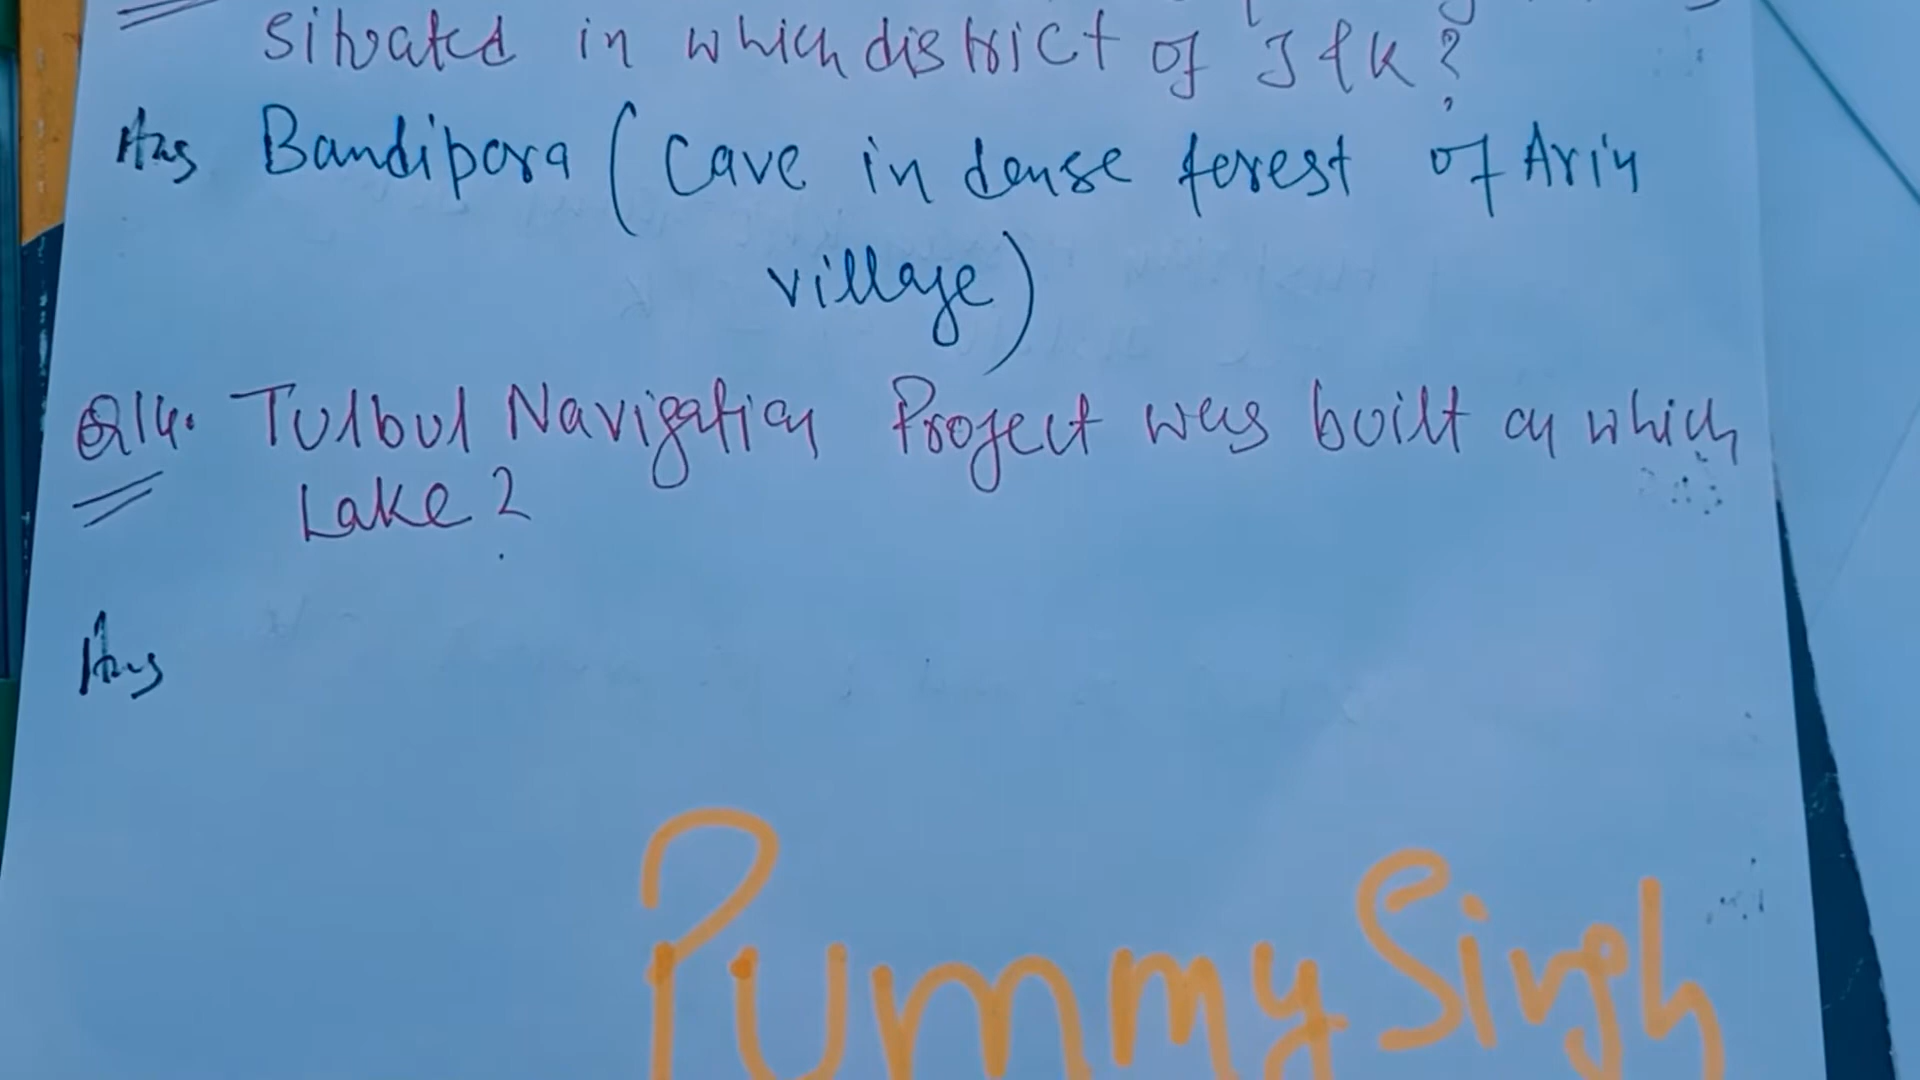 situated in which district of J&K?
Ans Bandipora (Cave in dense forest of Arin
village)
Q14. Tulbul Navigation Project was built on which
Lake?
Ans
Pummy Singh